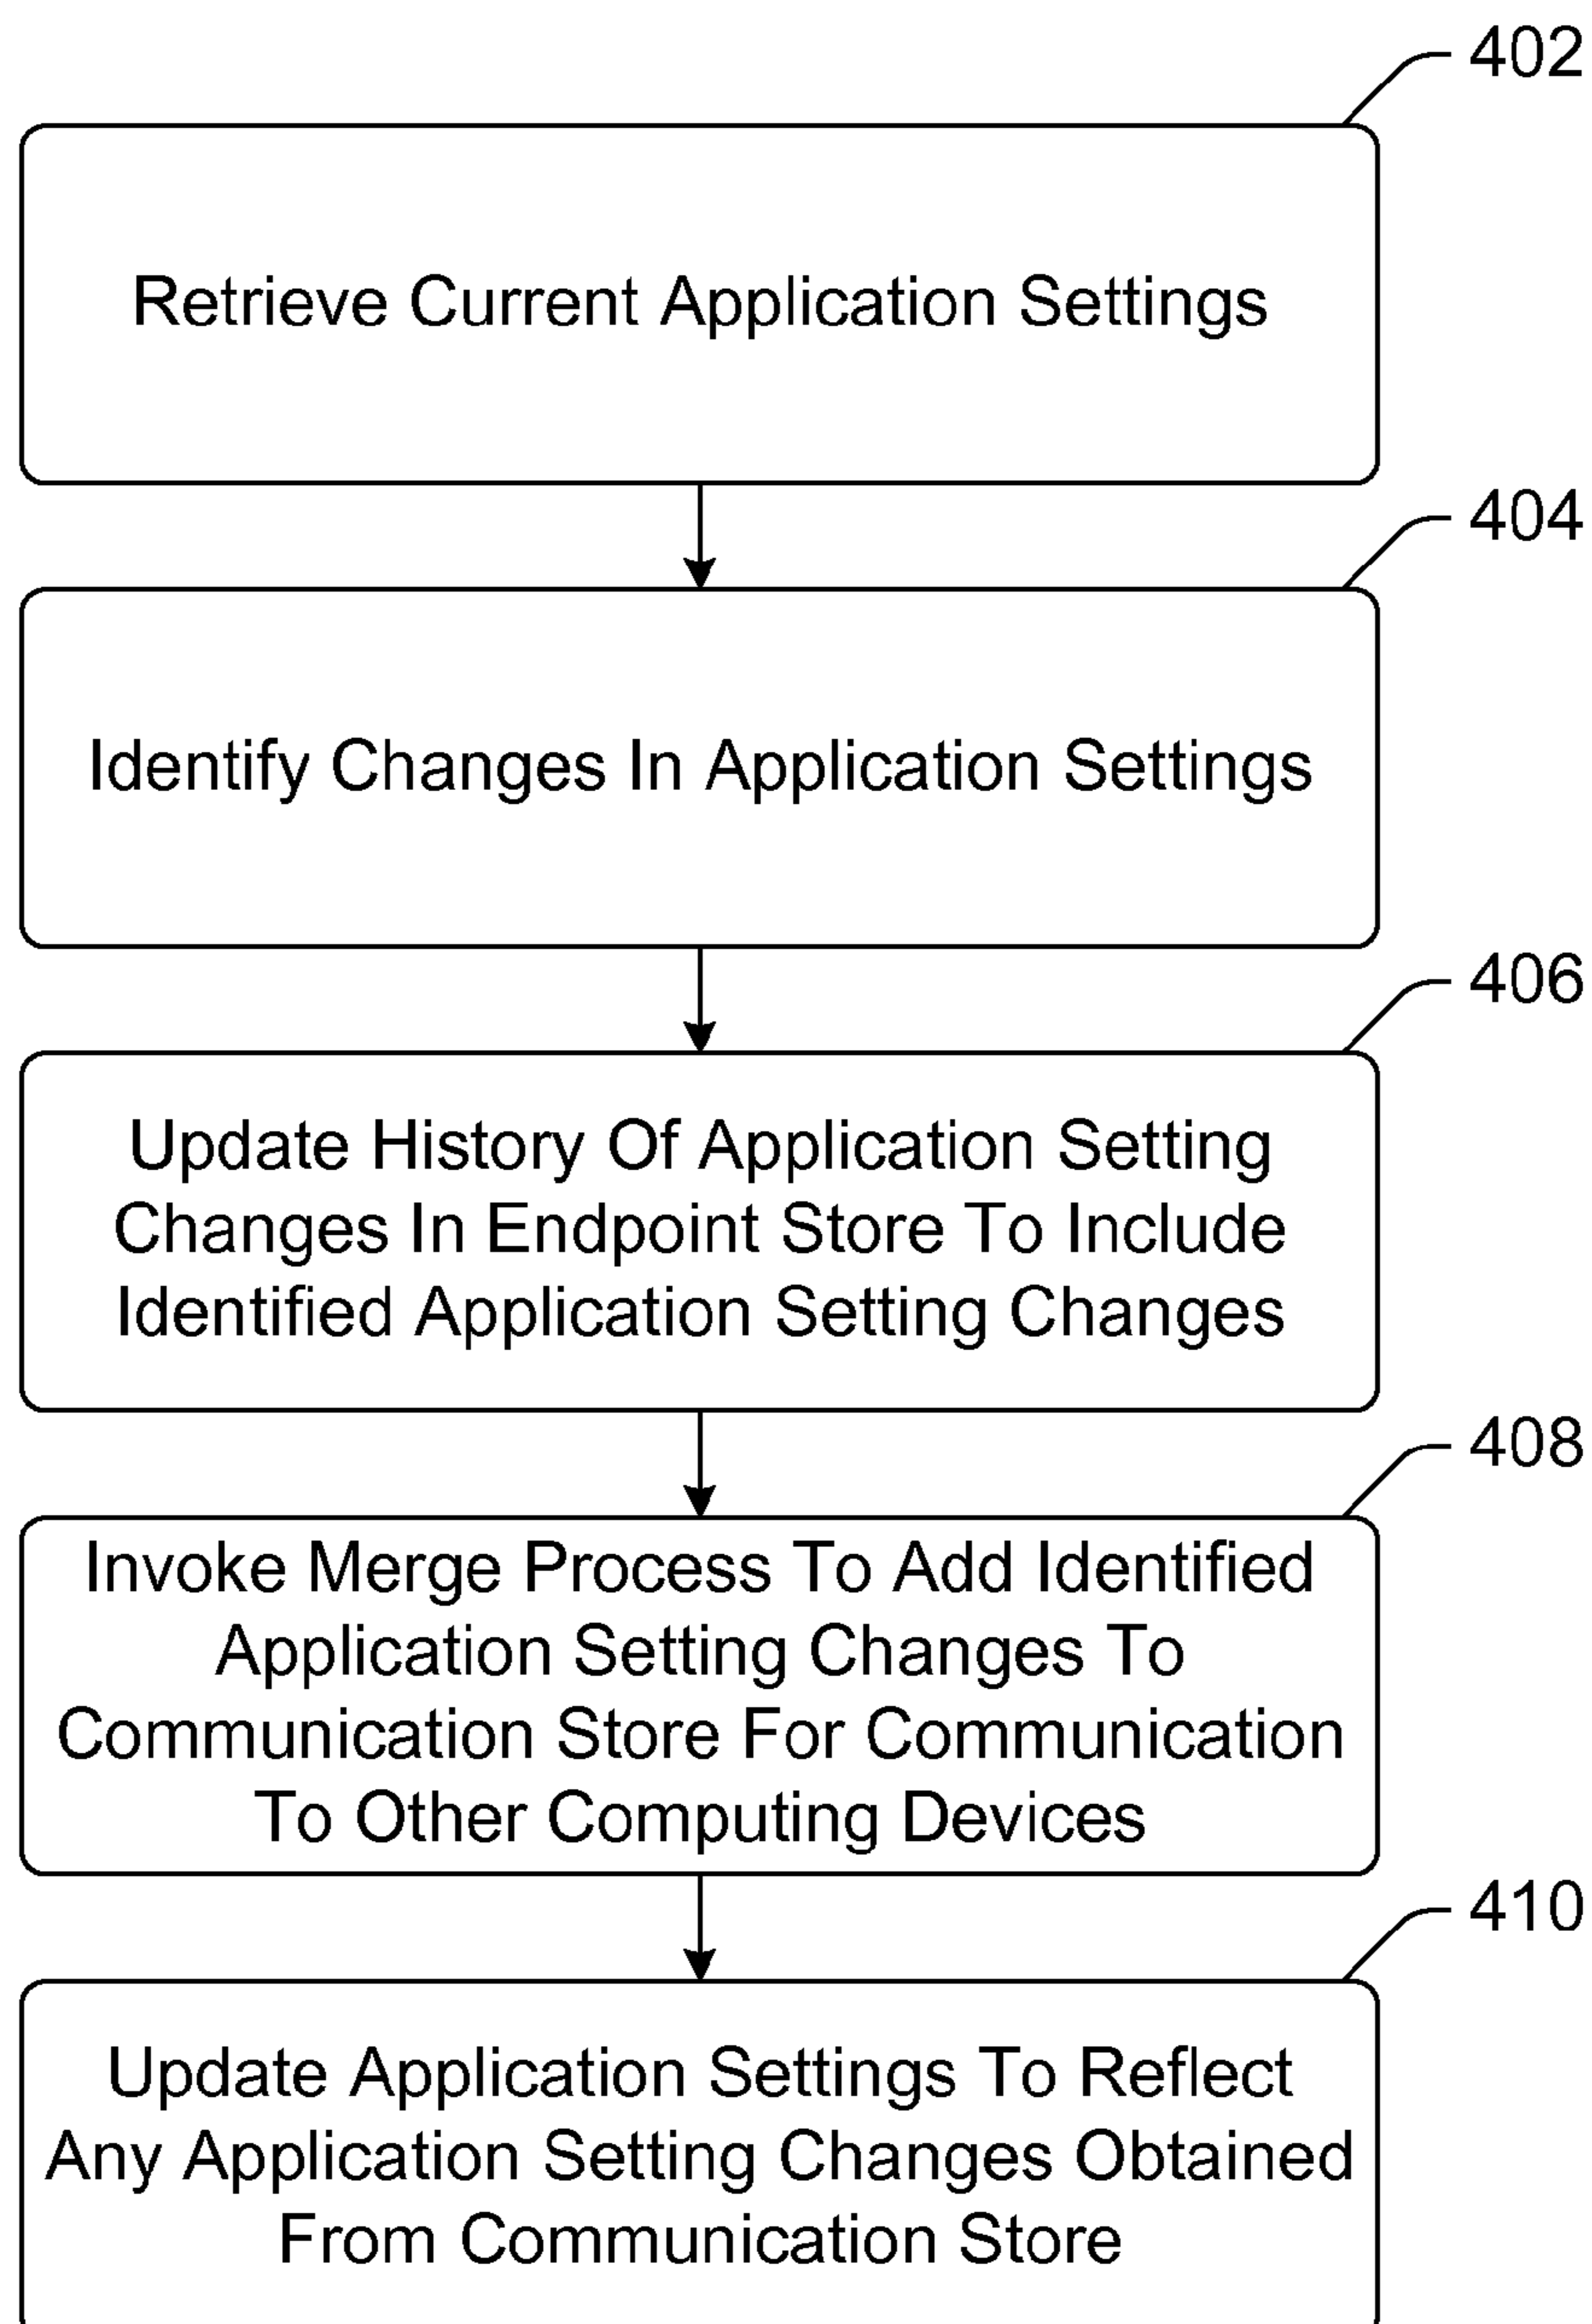 402
Retrieve Current Application Settings
404
Identify Changes In Application Settings
406
Update History Of Application Setting
Changes In Endpoint Store To Include
Identified Application Setting Changes
408
Invoke Merge Process To Add Identified
Application Setting Changes To
Communication Store For Communication
To Other Computing Devices
410
Update Application Settings To Reflect
Any Application Setting Changes Obtained
From Communication Store